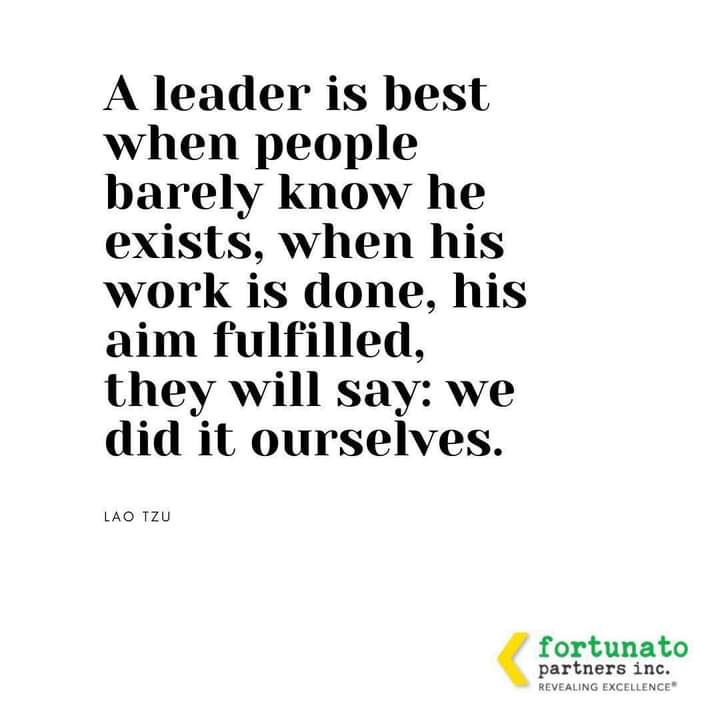 A leader is best
when people
barely know he
exists, when his
work is done, his
aim fulfilled,
they will say: we
did it ourselves.
LAO TZU
fortunato
partners inc.
REVEALING EXCELLENCE®